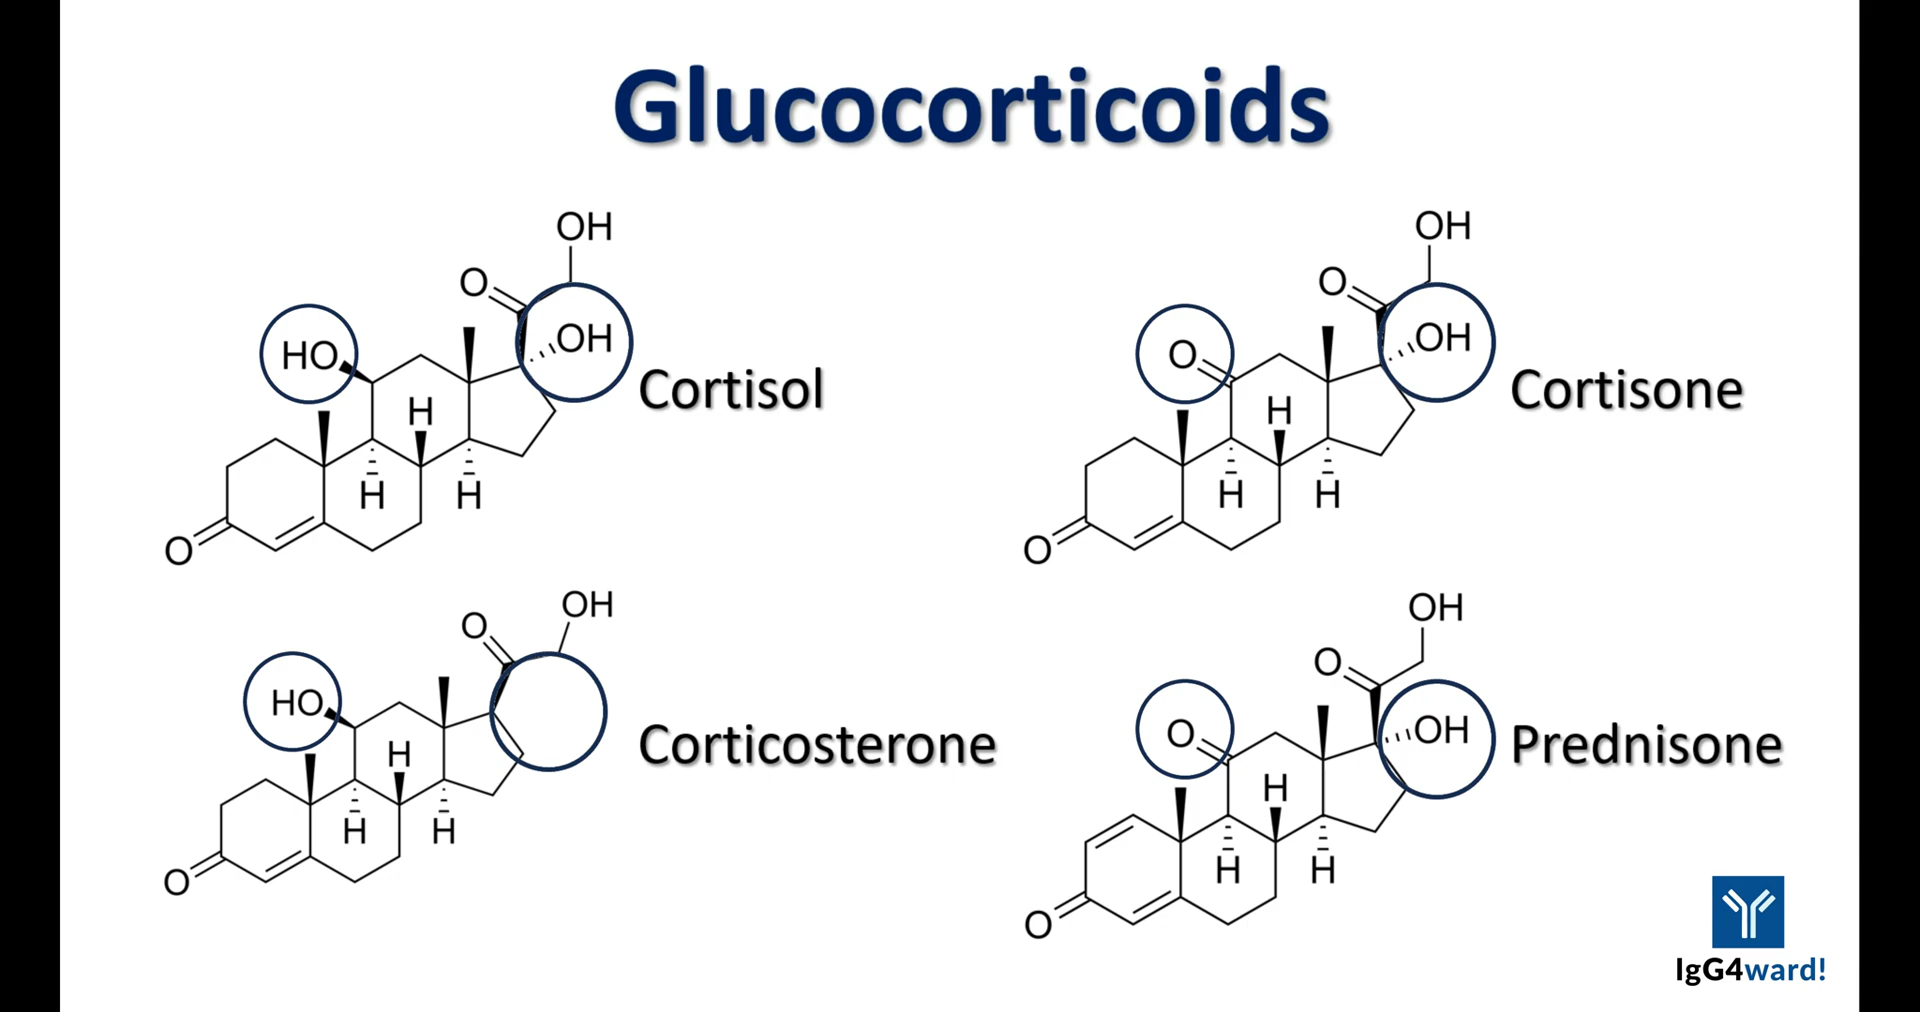 Glucocorticoids
OH
O
HO
OH
Cortisol
H
H
H
O
OH
O
O
OH
Cortisone
H
H
H
O
OH
O
HO
Corticosterone
H
H
H
O
OH
O
O
OH
Prednisone
H
H
H
O
IgG4ward!